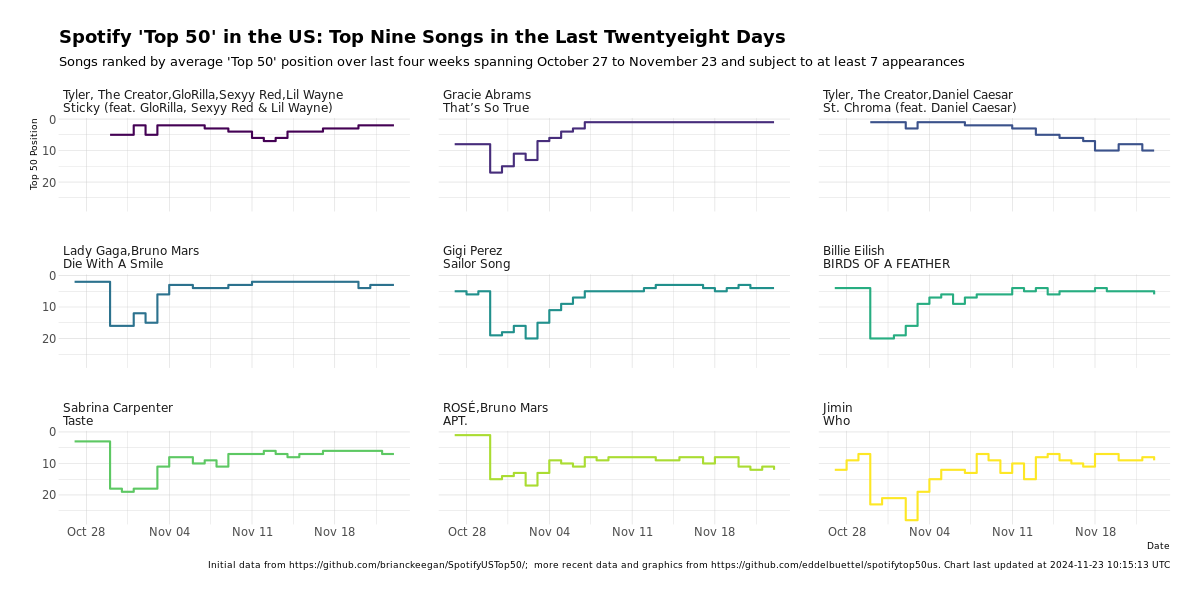 Spotify 'Top 50' in the US: Top Nine Songs in the Last Twentyeight Days
Songs ranked by average 'Top 50' position over last four weeks spanning October 27 to November 23 and subject to at least 7 appearances
Tyler, The Creator,GloRilla,Sexyy Red,Lil Wayne
Sticky (feat. GloRilla, Sexyy Red & Lil Wayne)
Gracie Abrams
That’s So True
Tyler, The Creator,Daniel Caesar
St. Chroma (feat. Daniel Caesar)
Top 50 Position
0
10
20
Lady Gaga,Bruno Mars
Die With A Smile
Gigi Perez
Sailor Song
Billie Eilish
BIRDS OF A FEATHER
0
10
20
Sabrina Carpenter
Taste
ROSÉ,Bruno Mars
APT.
Jimin
Who
0
10
20
Oct 28 Nov 04 Nov 11 Nov 18
Oct 28 Nov 04 Nov 11 Nov 18
Oct 28 Nov 04 Nov 11 Nov 18
Date
Initial data from https://github.com/brianckeegan/SpotifyUSTop50/;  more recent data and graphics from https://github.com/eddelbuettel/spotifytop50us. Chart last updated at 2024-11-23 10:15:13 UTC